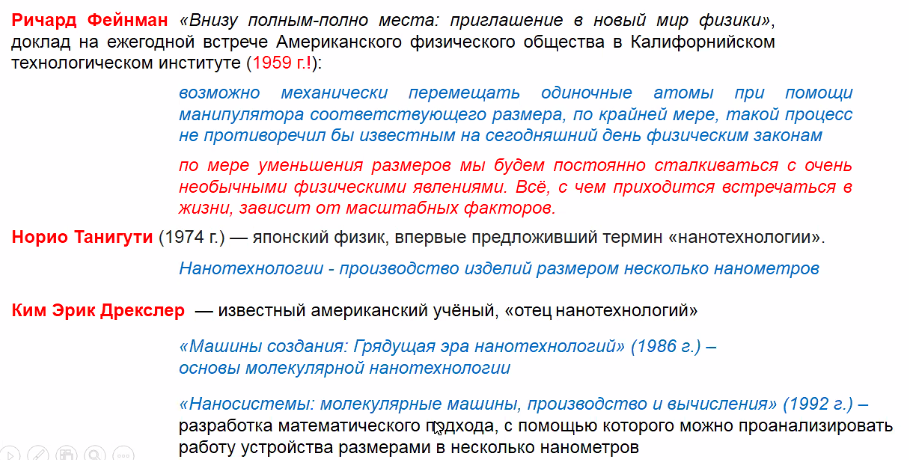 Ричард Фейнман «Внизу полным-полно места: приглашение в новый мир физики»,
доклад на ежегодной встрече Американского физического общества в Калифорнийском
технологическом институте (1959 г.!):
возможно механически перемещать одиночные атомы при помощи
манипулятора соответствующего размера, по крайней мере, такой процесс
не противоречил бы известным на сегодняшний день физическим законам
по мере уменьшения размеров мы будем постоянно сталкиваться с очень
необычными физическими явлениями. Всё, с чем приходится встречаться в
жизни, зависит от масштабных факторов.
Норио Танигути (1974 г.) — японский физик, впервые предложивший термин «нанотехнологии».
Нанотехнологии - производство изделий размером несколько нанометров
Ким Эрик Дрекслер — известный американский учёный, «отец нанотехнологий»
«Машины создания: Грядущая эра нанотехнологий» (1986 г.) –
основы молекулярной нанотехнологии
«Наносистемы: молекулярные машины, производство и вычисления» (1992 г.) –
разработка математического подхода, с помощью которого можно проанализировать
работу устройства размерами в несколько нанометров